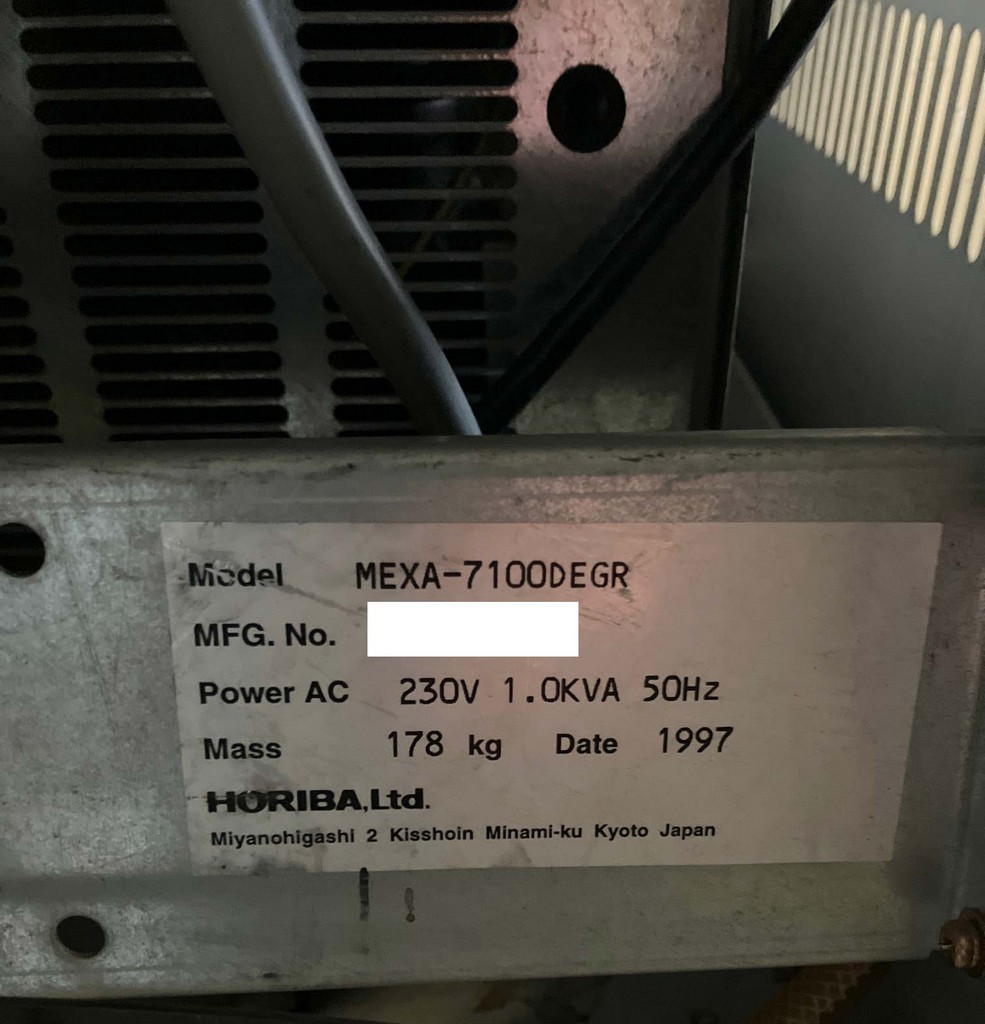 Model MEXA-7100DEGR
MFG. No.
Power AC 230V 1.0KVA 50Hz
Mass 178 kg Date 1997
HORIBA,Ltd.
Miyanohigashi 2 Kisshoin Minami-ku Kyoto Japan